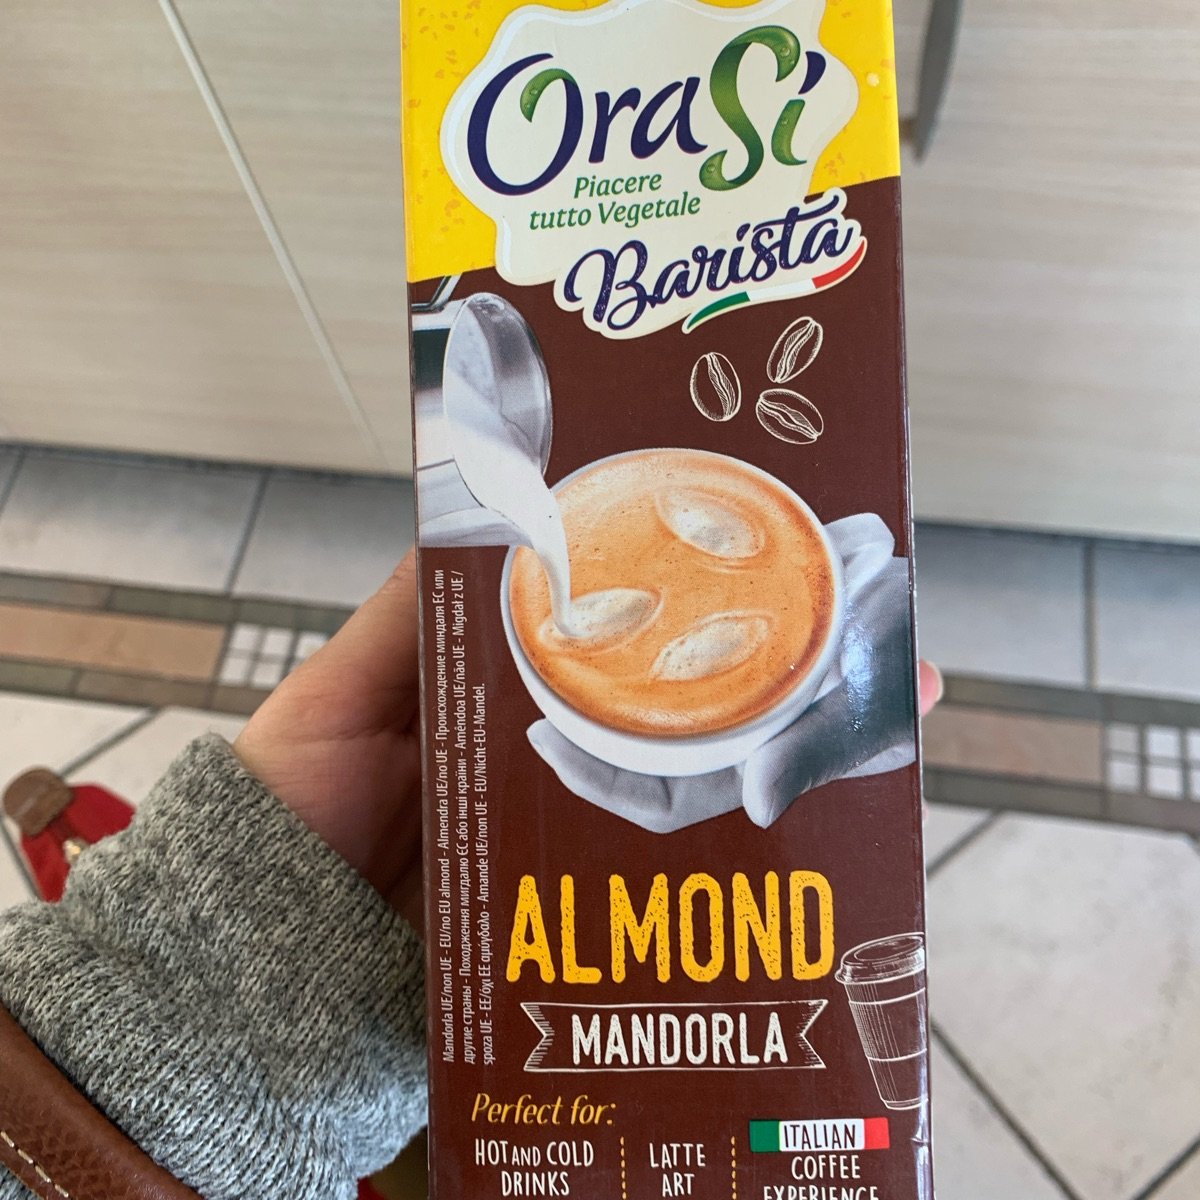 OraSì
Piacere
tutto Vegetale
Barista
Mandorla UE/non UE - EU/no EU almond - Almendra UE/no UE - Происхождение миндаля ЕС или
другие страны - Походження мигдалю ЄС або інші країни - Amêndoa UE/não UE - Migdał z UE /
spoza UE - ΕΕ/όχι ΕΕ αμύγδαλο - Amande UE/non UE - EU/Nicht-EU-Mandel.
ALMOND
MANDORLA
Perfect for:
HOT AND COLD
DRINKS
LATTE
ART
ITALIAN
COFFEE
EXPERIENCE